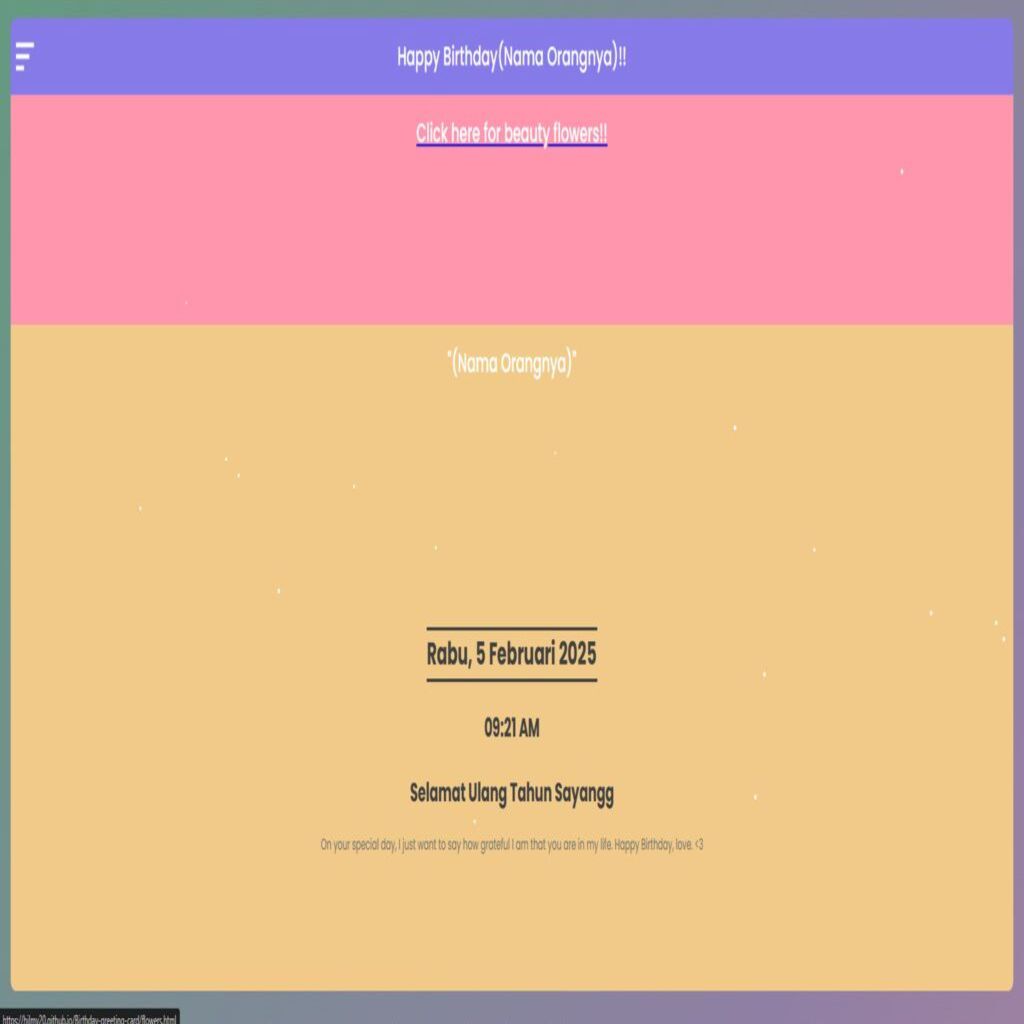 Happy Birthday(Nama Orangnya)!!
Click here for beauty flowers!!
"(Nama Orangnya)"
Rabu, 5 Februari 2025
09:21 AM
Selamat Ulang Tahun Sayangg
On your special day, I just want to say how grateful I am that you are in my life. Happy Birthday, love. <3
https://hilmy20.github.io/Birthday-greeting-card/flowers.html